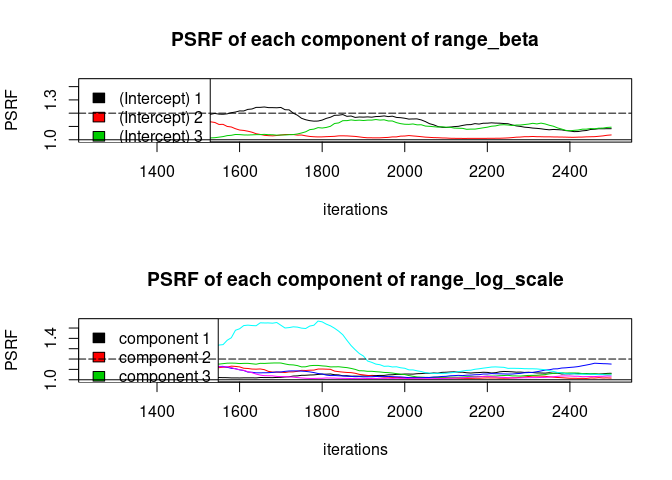 PSRF of each component of range_beta
PSRF
1.0
1.3
(Intercept) 1
(Intercept) 2
(Intercept) 3
1400 1600 1800 2000 2200 2400
iterations
PSRF of each component of range_log_scale
PSRF
1.0
1.4
component 1
component 2
component 3
1400 1600 1800 2000 2200 2400
iterations